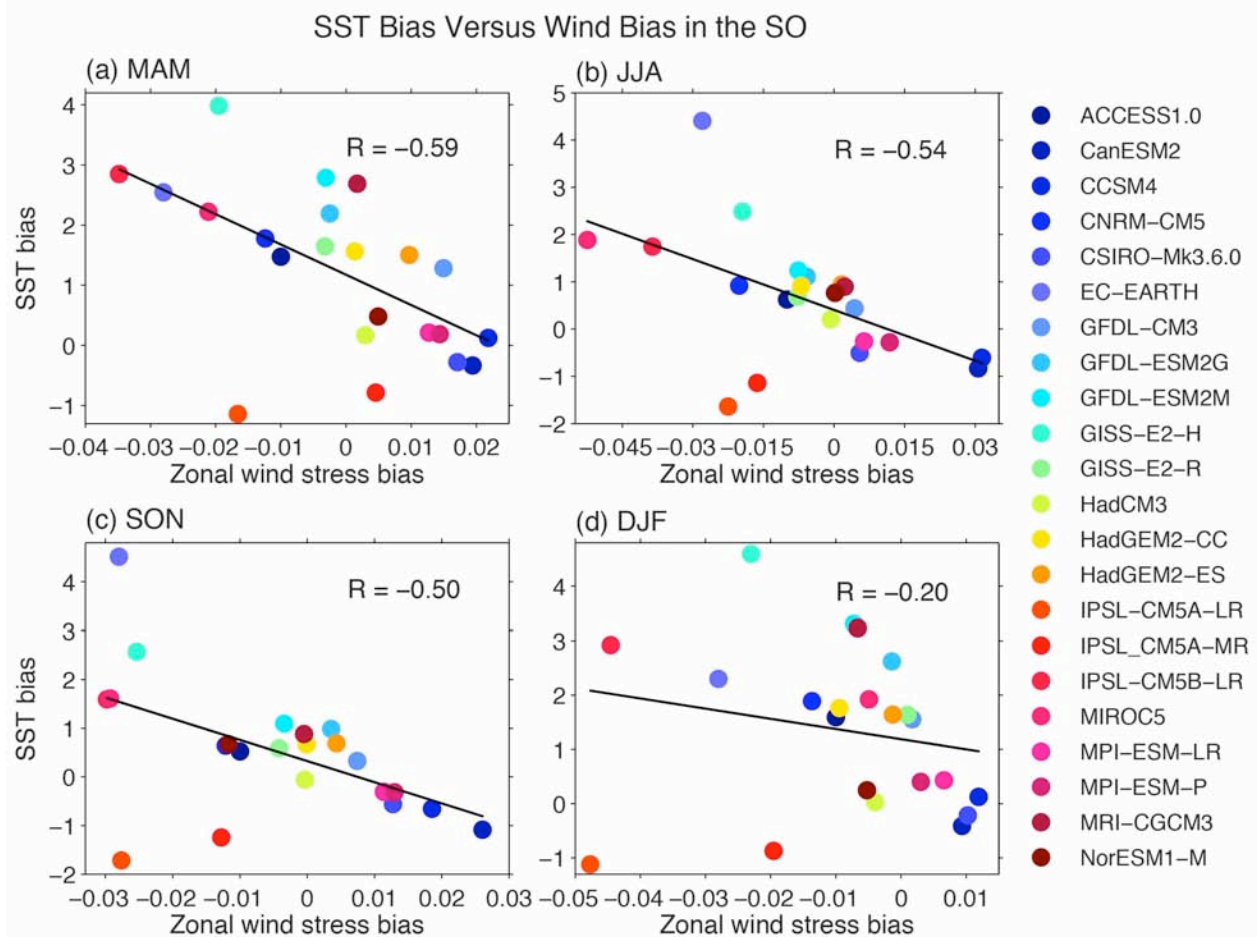 SST Bias Versus Wind Bias in the SO
(a) MAM
R = −0.59
SST bias
4
3
2
1
0
−1
−0.04 −0.03 −0.02 −0.01 0 0.01 0.02
Zonal wind stress bias
(b) JJA
R = −0.54
5
4
3
2
1
0
−1
−2
−0.045 −0.03 −0.015 0 0.015 0.03
Zonal wind stress bias
(c) SON
R = −0.50
SST bias
4
3
2
1
0
−1
−2
−0.03 −0.02 −0.01 0 0.01 0.02 0.03
Zonal wind stress bias
(d) DJF
R = −0.20
4
3
2
1
0
−1
−0.05 −0.04 −0.03 −0.02 −0.01 0 0.01
Zonal wind stress bias
ACCESS1.0
CanESM2
CCSM4
CNRM−CM5
CSIRO−Mk3.6.0
EC−EARTH
GFDL−CM3
GFDL−ESM2G
GFDL−ESM2M
GISS−E2−H
GISS−E2−R
HadCM3
HadGEM2−CC
HadGEM2−ES
IPSL−CM5A−LR
IPSL_CM5A−MR
IPSL−CM5B−LR
MIROC5
MPI−ESM−LR
MPI−ESM−P
MRI−CGCM3
NorESM1−M